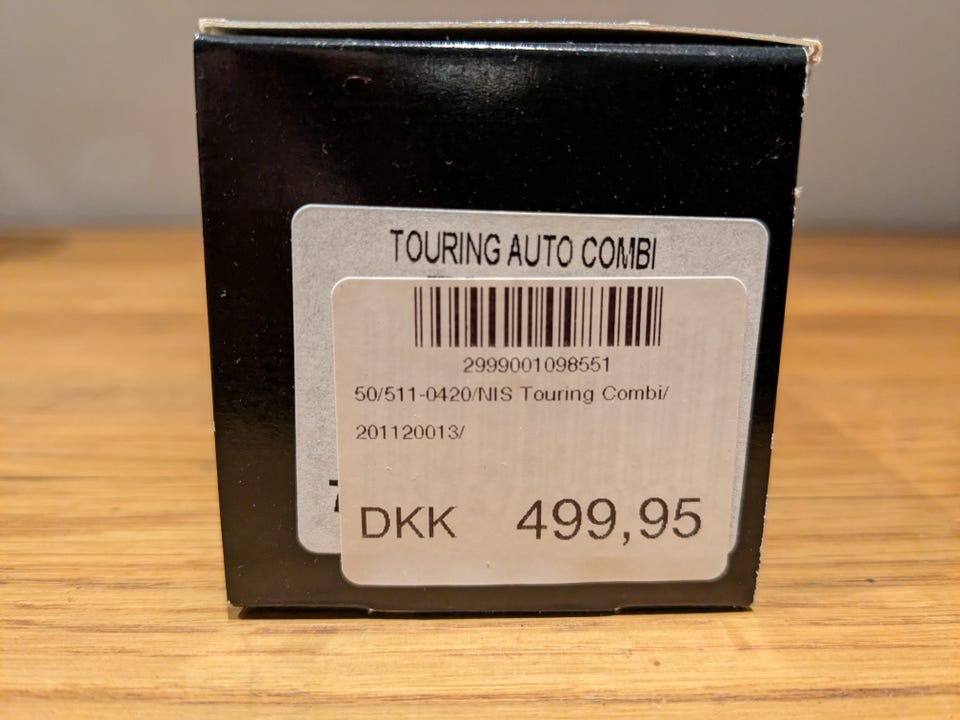 TOURING AUTO COMBI
2999001098551
50/511-0420/NIS Touring Combi/
201120013/
DKK 499,95